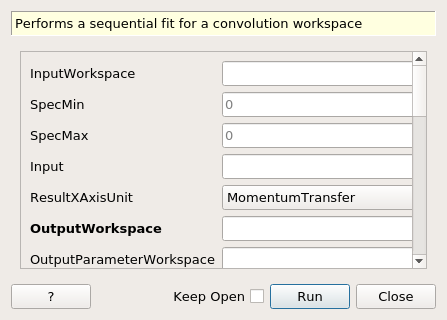 Performs a sequential fit for a convolution workspace
InputWorkspace
SpecMin 0
SpecMax 0
Input
ResultXAxisUnit MomentumTransfer
OutputWorkspace
OutputParameterWorkspace
? Keep Open Run Close